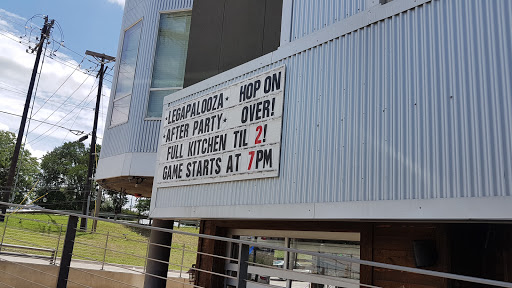 *LEGAPALOOZA* HOP ON
*AFTER PARTY* OVER!
FULL KITCHEN TIL 2!
GAME STARTS AT 7PM